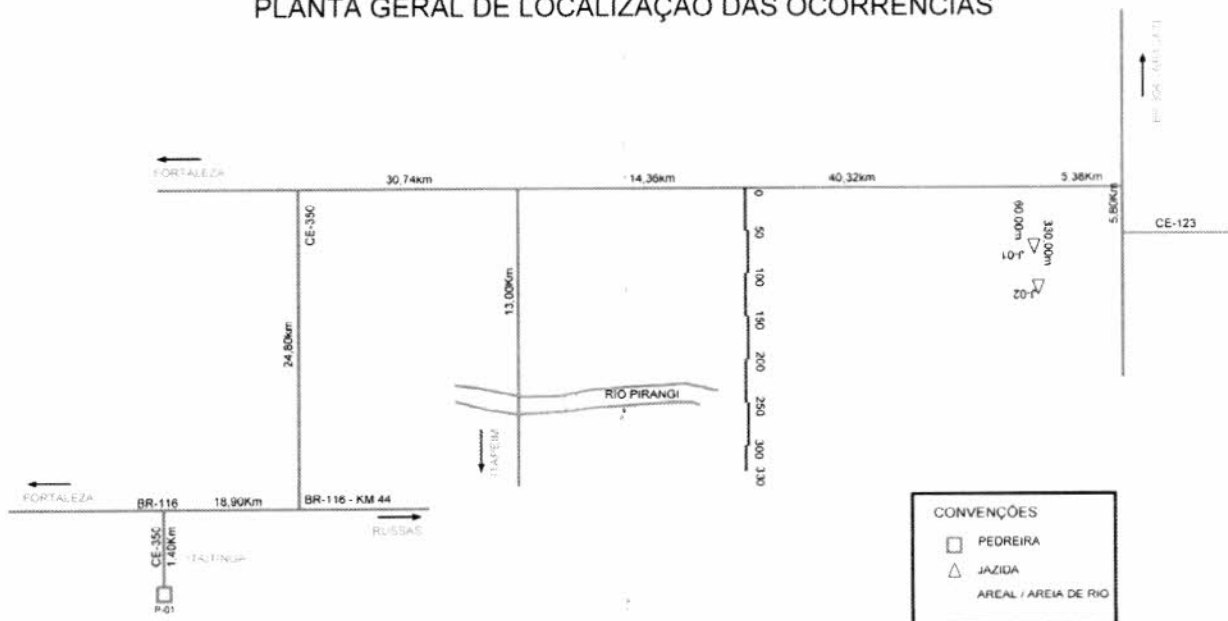 PLANTA GERAL DE LOCALIZAÇÃO DAS OCORRÊNCIAS
FORTALEZA
30,74km
14,36km
40,32km
5,38Km
5.80Km
CE-123
CE-350
24,80km
13,00Km
0
50
100
150
200
250
300
330
60,00m
J-01
330,00m
J-02
RIO PIRANGI
ITAPEIM
FORTALEZA
BR-116
18,90Km
BR-116 - KM 44
RUSSAS
CE-350
1,40Km
ITAITINGA
P-01
CONVENÇÕES
PEDREIRA
JAZIDA
AREAL / AREIA DE RIO